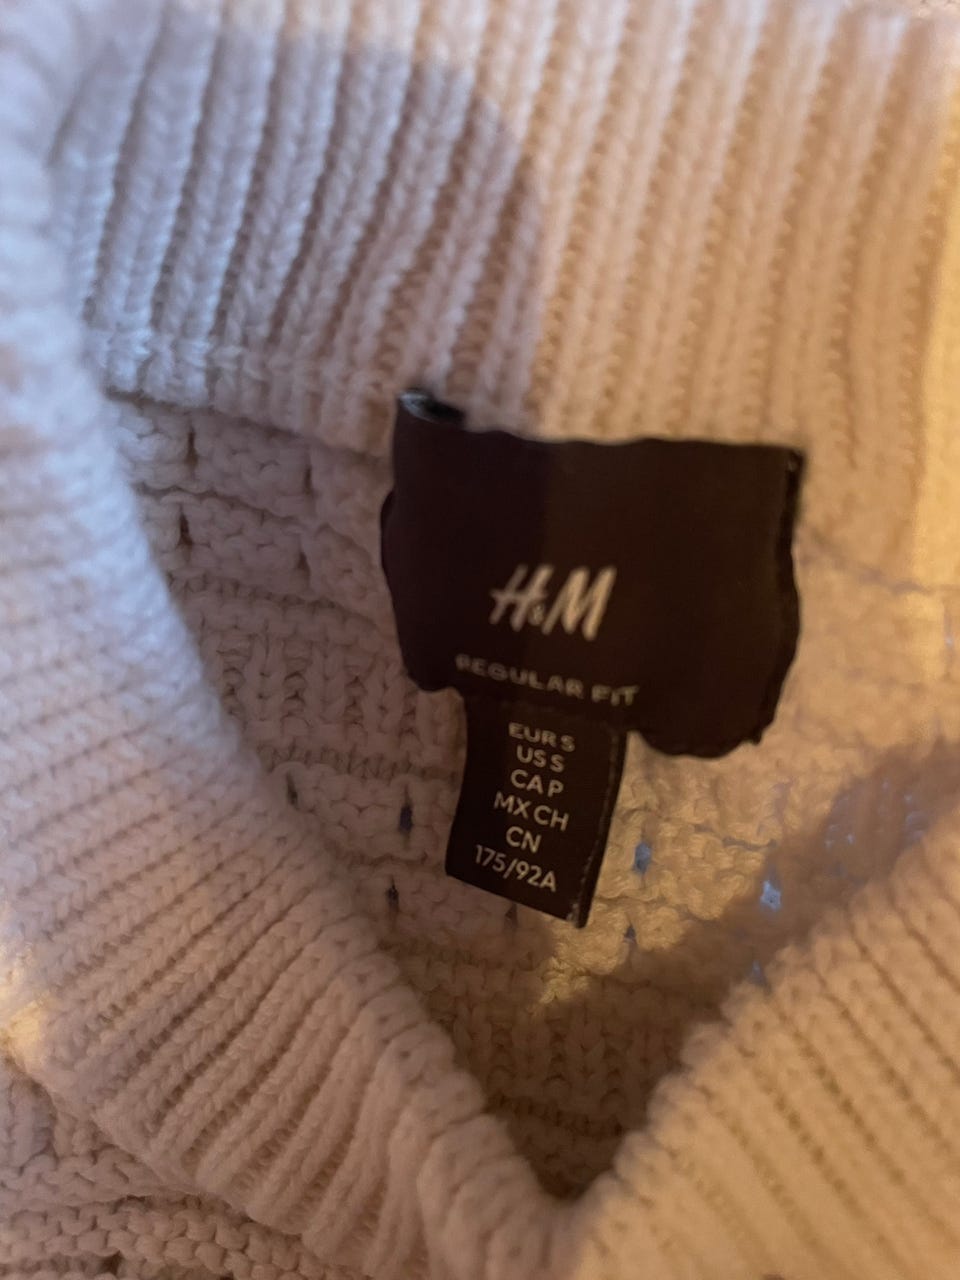 H&M
REGULAR FIT
EUR S
US S
CA P
MX CH
CN
175/92A